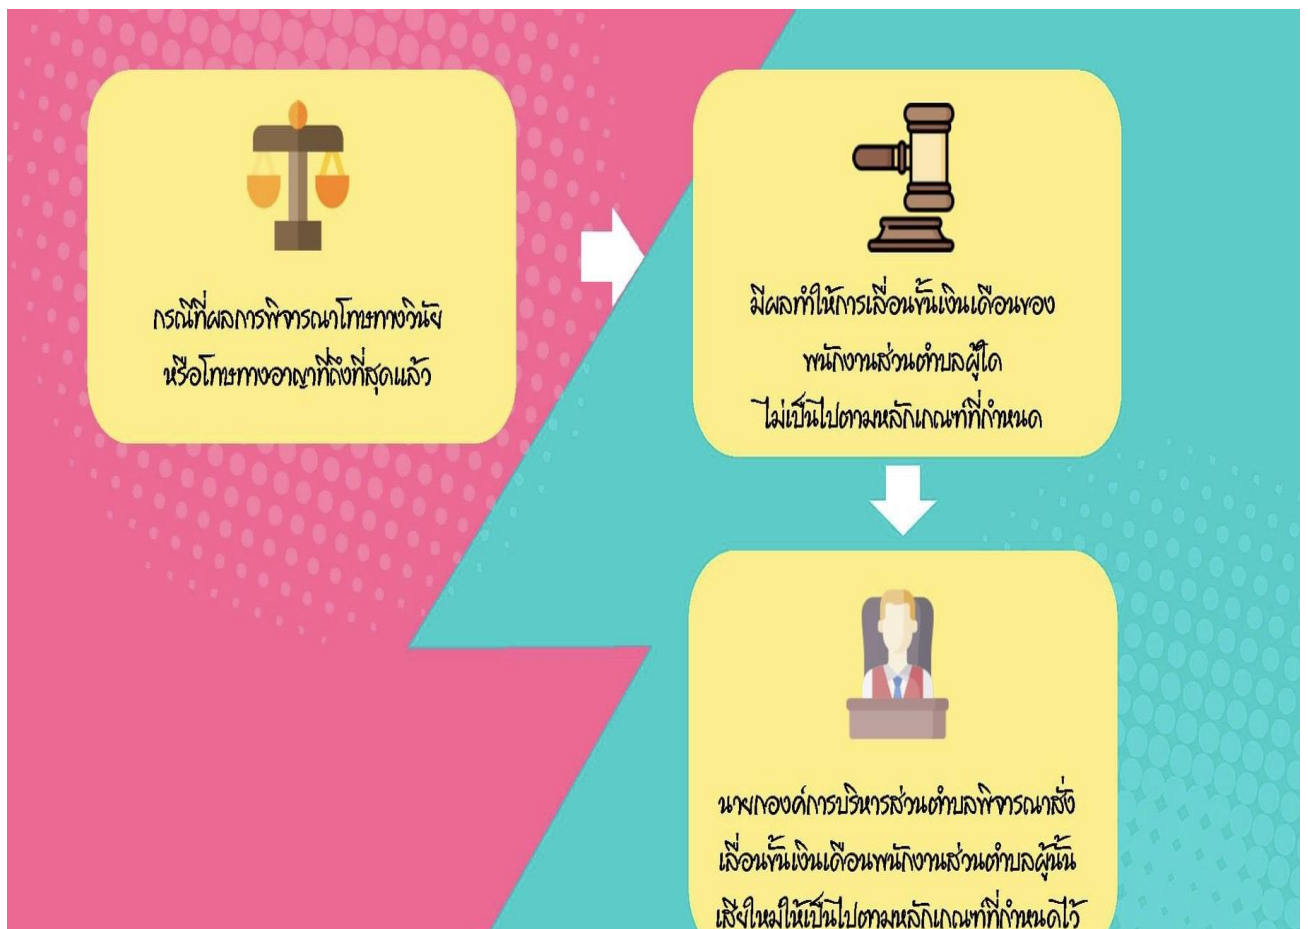 กรณีที่ผลการพิจารณาโทษทางวินัย
หรือโทษทางอาญาที่ถึงที่สุดแล้ว
มีผลทำให้การเลื่อนขั้นเงินเดือนของ
พนักงานส่วนตำบลผู้ใด
ไม่เป็นไปตามหลักเกณฑ์ที่กำหนด
นายกองค์การบริหารส่วนตำบลพิจารณาสั่ง
เลื่อนขั้นเงินเดือนพนักงานส่วนตำบลผู้นั้น
เสียใหม่ให้เป็นไปตามหลักเกณฑ์ที่กำหนดไว้